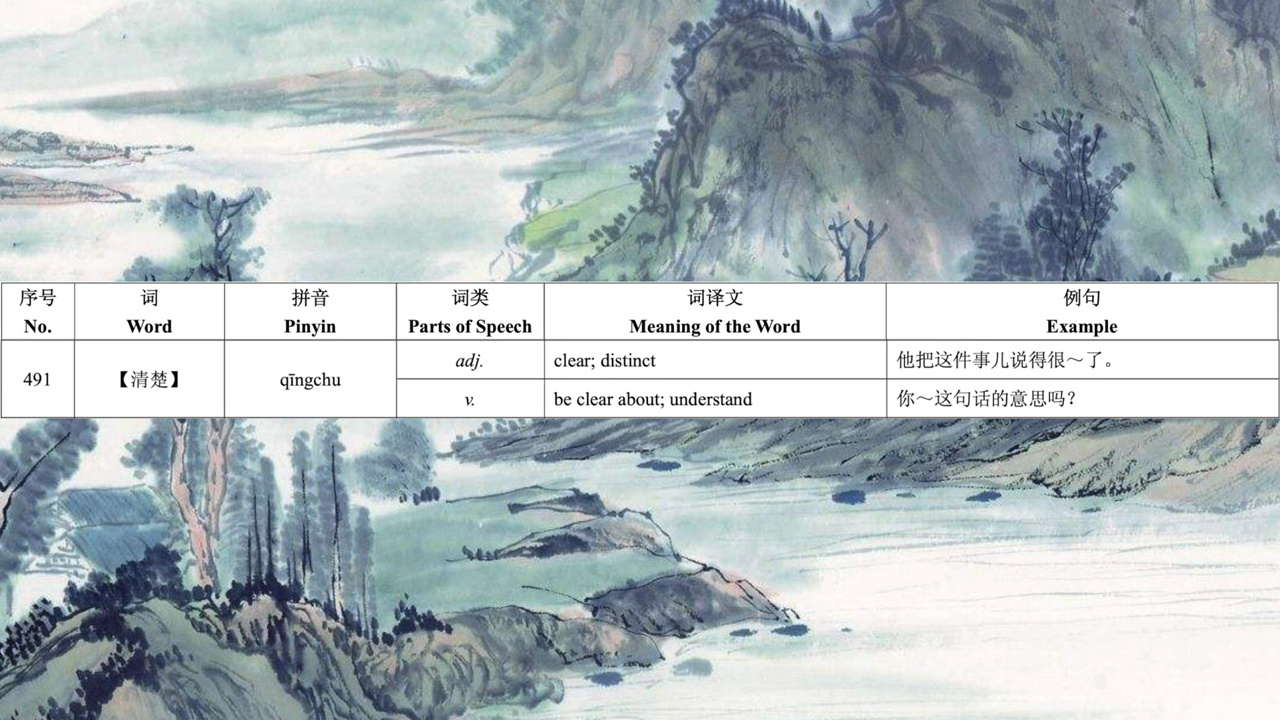 序号 词 拼音 词类 词译文 例句
No. Word Pinyin Parts of Speech Meaning of the Word Example
491 【清楚】 qīngchu adj. clear; distinct 他把这件事儿说得很～了。
v. be clear about; understand 你～这句话的意思吗？